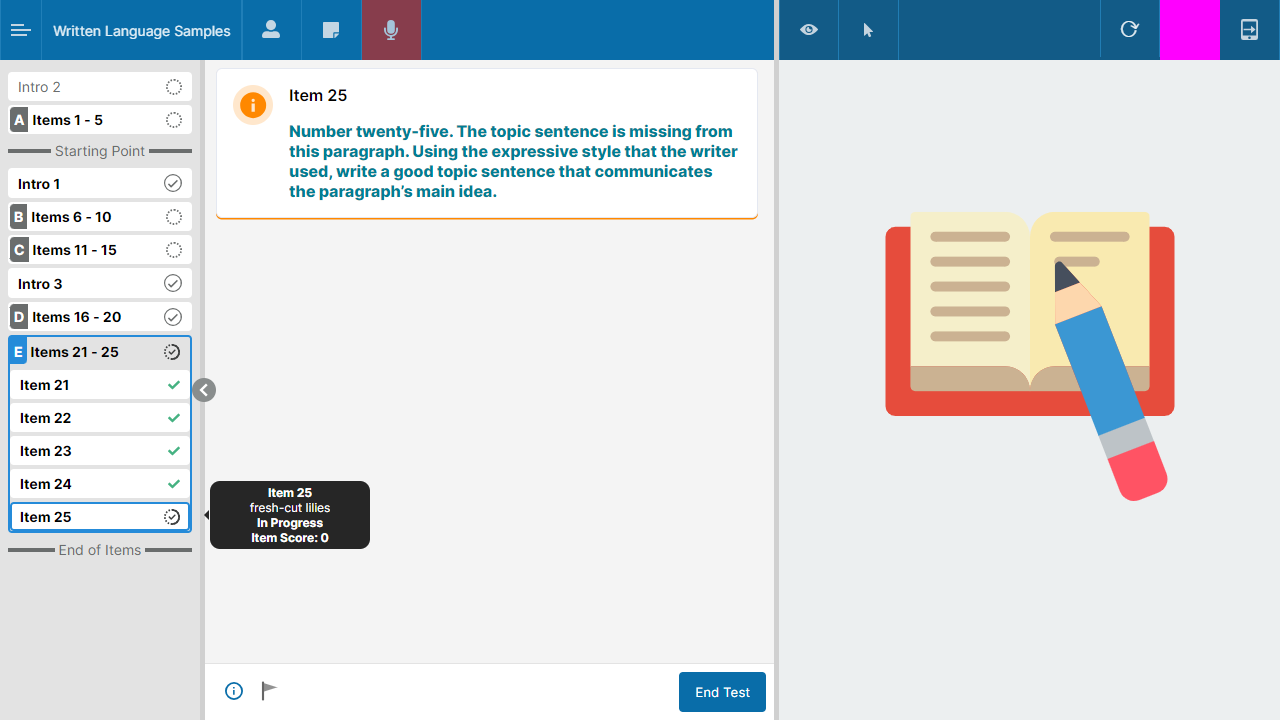 Written Language Samples
Intro 2
A Items 1 - 5
Starting Point
Intro 1
B Items 6 - 10
C Items 11 - 15
Intro 3
D Items 16 - 20
E Items 21 - 25
Item 21
Item 22
Item 23
Item 24
Item 25
End of Items
Item 25
Number twenty-five. The topic sentence is missing from
this paragraph. Using the expressive style that the writer
used, write a good topic sentence that communicates
the paragraph’s main idea.
Item 25
fresh-cut lilies
In Progress
Item Score: 0
End Test